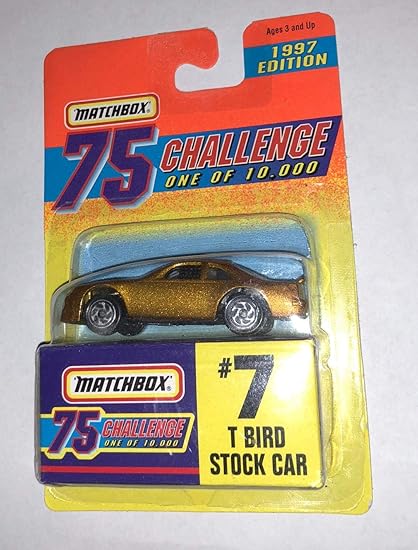 Ages 3 and Up
1997
EDITION
MATCHBOX®
75 CHALLENGE
ONE OF 10,000
MATCHBOX®
75 CHALLENGE
ONE OF 10,000
#7
T BIRD
STOCK CAR